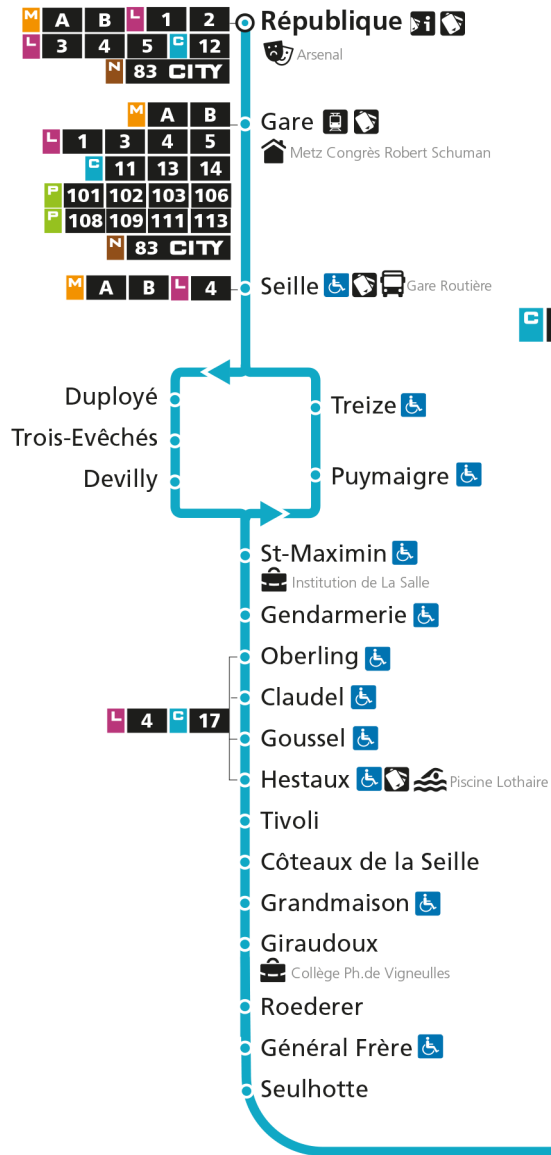 M A B L 1 2
République i
L 3 4 5 C 12
Arsenal
N 83 CITY
M A B
Gare
L 1 3 4 5
Metz Congrès Robert Schuman
C 11 13 14
P 101 102 103 106
P 108 109 111 113
N 83 CITY
M A B L 4
Seille
Gare Routière
C
Duployé
Trois-Evêchés
Devilly
Treize
Puymaigre
St-Maximin
Institution de La Salle
Gendarmerie
Oberling
Claudel
L 4 C 17
Goussel
Hestaux
Piscine Lothaire
Tivoli
Côteaux de la Seille
Grandmaison
Giraudoux
Collège Ph.de Vigneulles
Roederer
Général Frère
Seulhotte